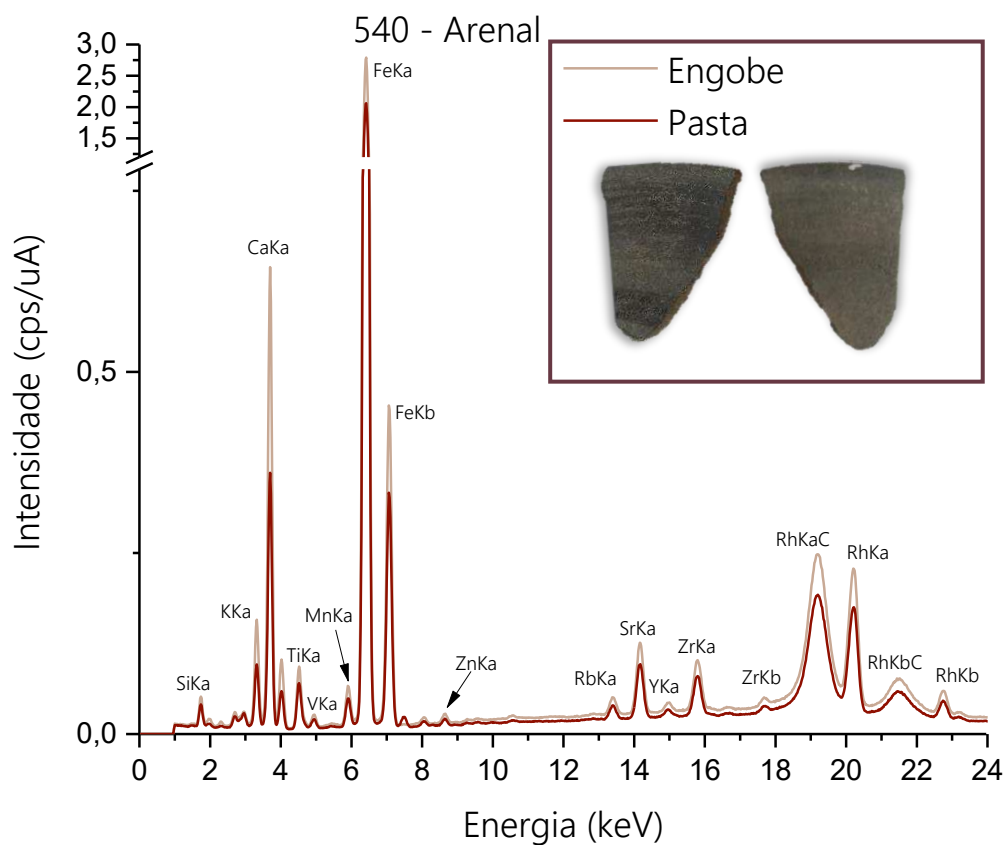 540 - Arenal
3,0
2,5
2,0
1,5
0,5
0,0
Intensidade (cps/uA)
Engobe
Pasta
FeKa
CaKa
FeKb
KKa
MnKa
TiKa
SiKa
VKa
ZnKa
RbKa
SrKa
YKa
ZrKa
ZrKb
RhKaC
RhKa
RhKbC
RhKb
0 2 4 6 8 10 12 14 16 18 20 22 24
Energia (keV)